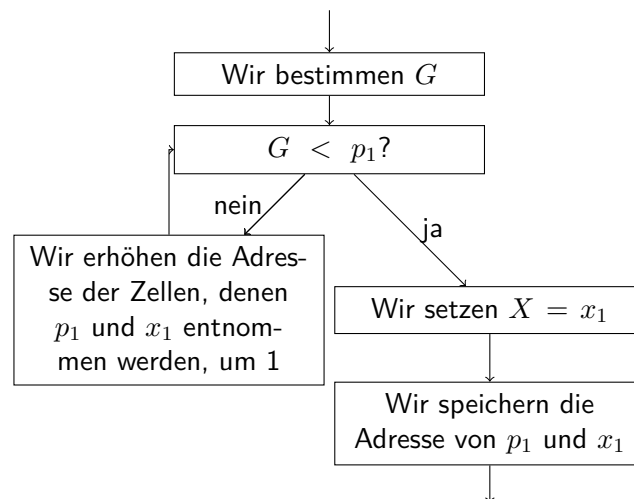 Wir bestimmen G
G < p₁?
nein
ja
Wir erhöhen die Adres-
se der Zellen, denen
p₁ und x₁ entnom-
men werden, um 1
Wir setzen X = x₁
Wir speichern die
Adresse von p₁ und x₁